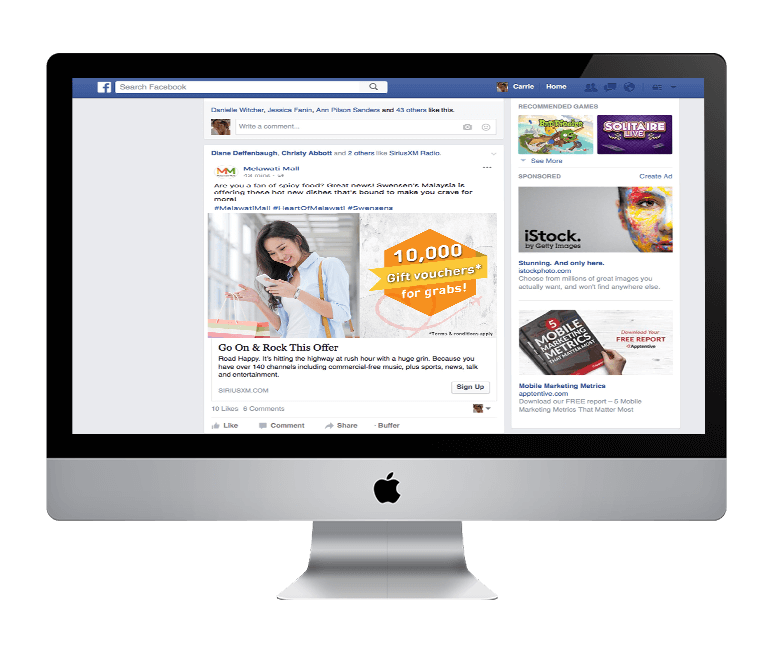 Search Facebook
Carrie Home
Danielle Witcher, Jessica Fanin, Ann Pilson Sanders and 43 others like this.
Write a comment...
Diane Deffenbaugh, Christy Abbott and 2 others like SiriusXM Radio.
Melawati Mall
Are you a fan of spicy food? Great news! Swensen's Malaysia is
offering these hot new dishes that's bound to make you crave for
more!
#MelawatiMall #HeartOfMelawati #Swensens
10,000
Gift vouchers*
for grabs!
*Terms & conditions apply
Go On & Rock This Offer
Road Happy. It's hitting the highway at rush hour with a huge grin. Because you
have over 140 channels including commercial-free music, plus sports, news, talk
and entertainment.
SIRIUSXM.COM
Sign Up
10 Likes 6 Comments
Like Comment Share · Buffer
RECOMMENDED GAMES
SOLITAIRE
LIVE
See More
SPONSORED Create Ad
iStock.
by Getty Images
Stunning. And only here.
istockphoto.com
Choose from millions of great images you
actually want, and won't find anywhere else.
5
MOBILE
MARKETING
METRICS
THAT MATTER MOST
Download Your
FREE REPORT
Apptentive
Mobile Marketing Metrics
apptentive.com
Download our FREE report – 5 Mobile
Marketing Metrics That Matter Most